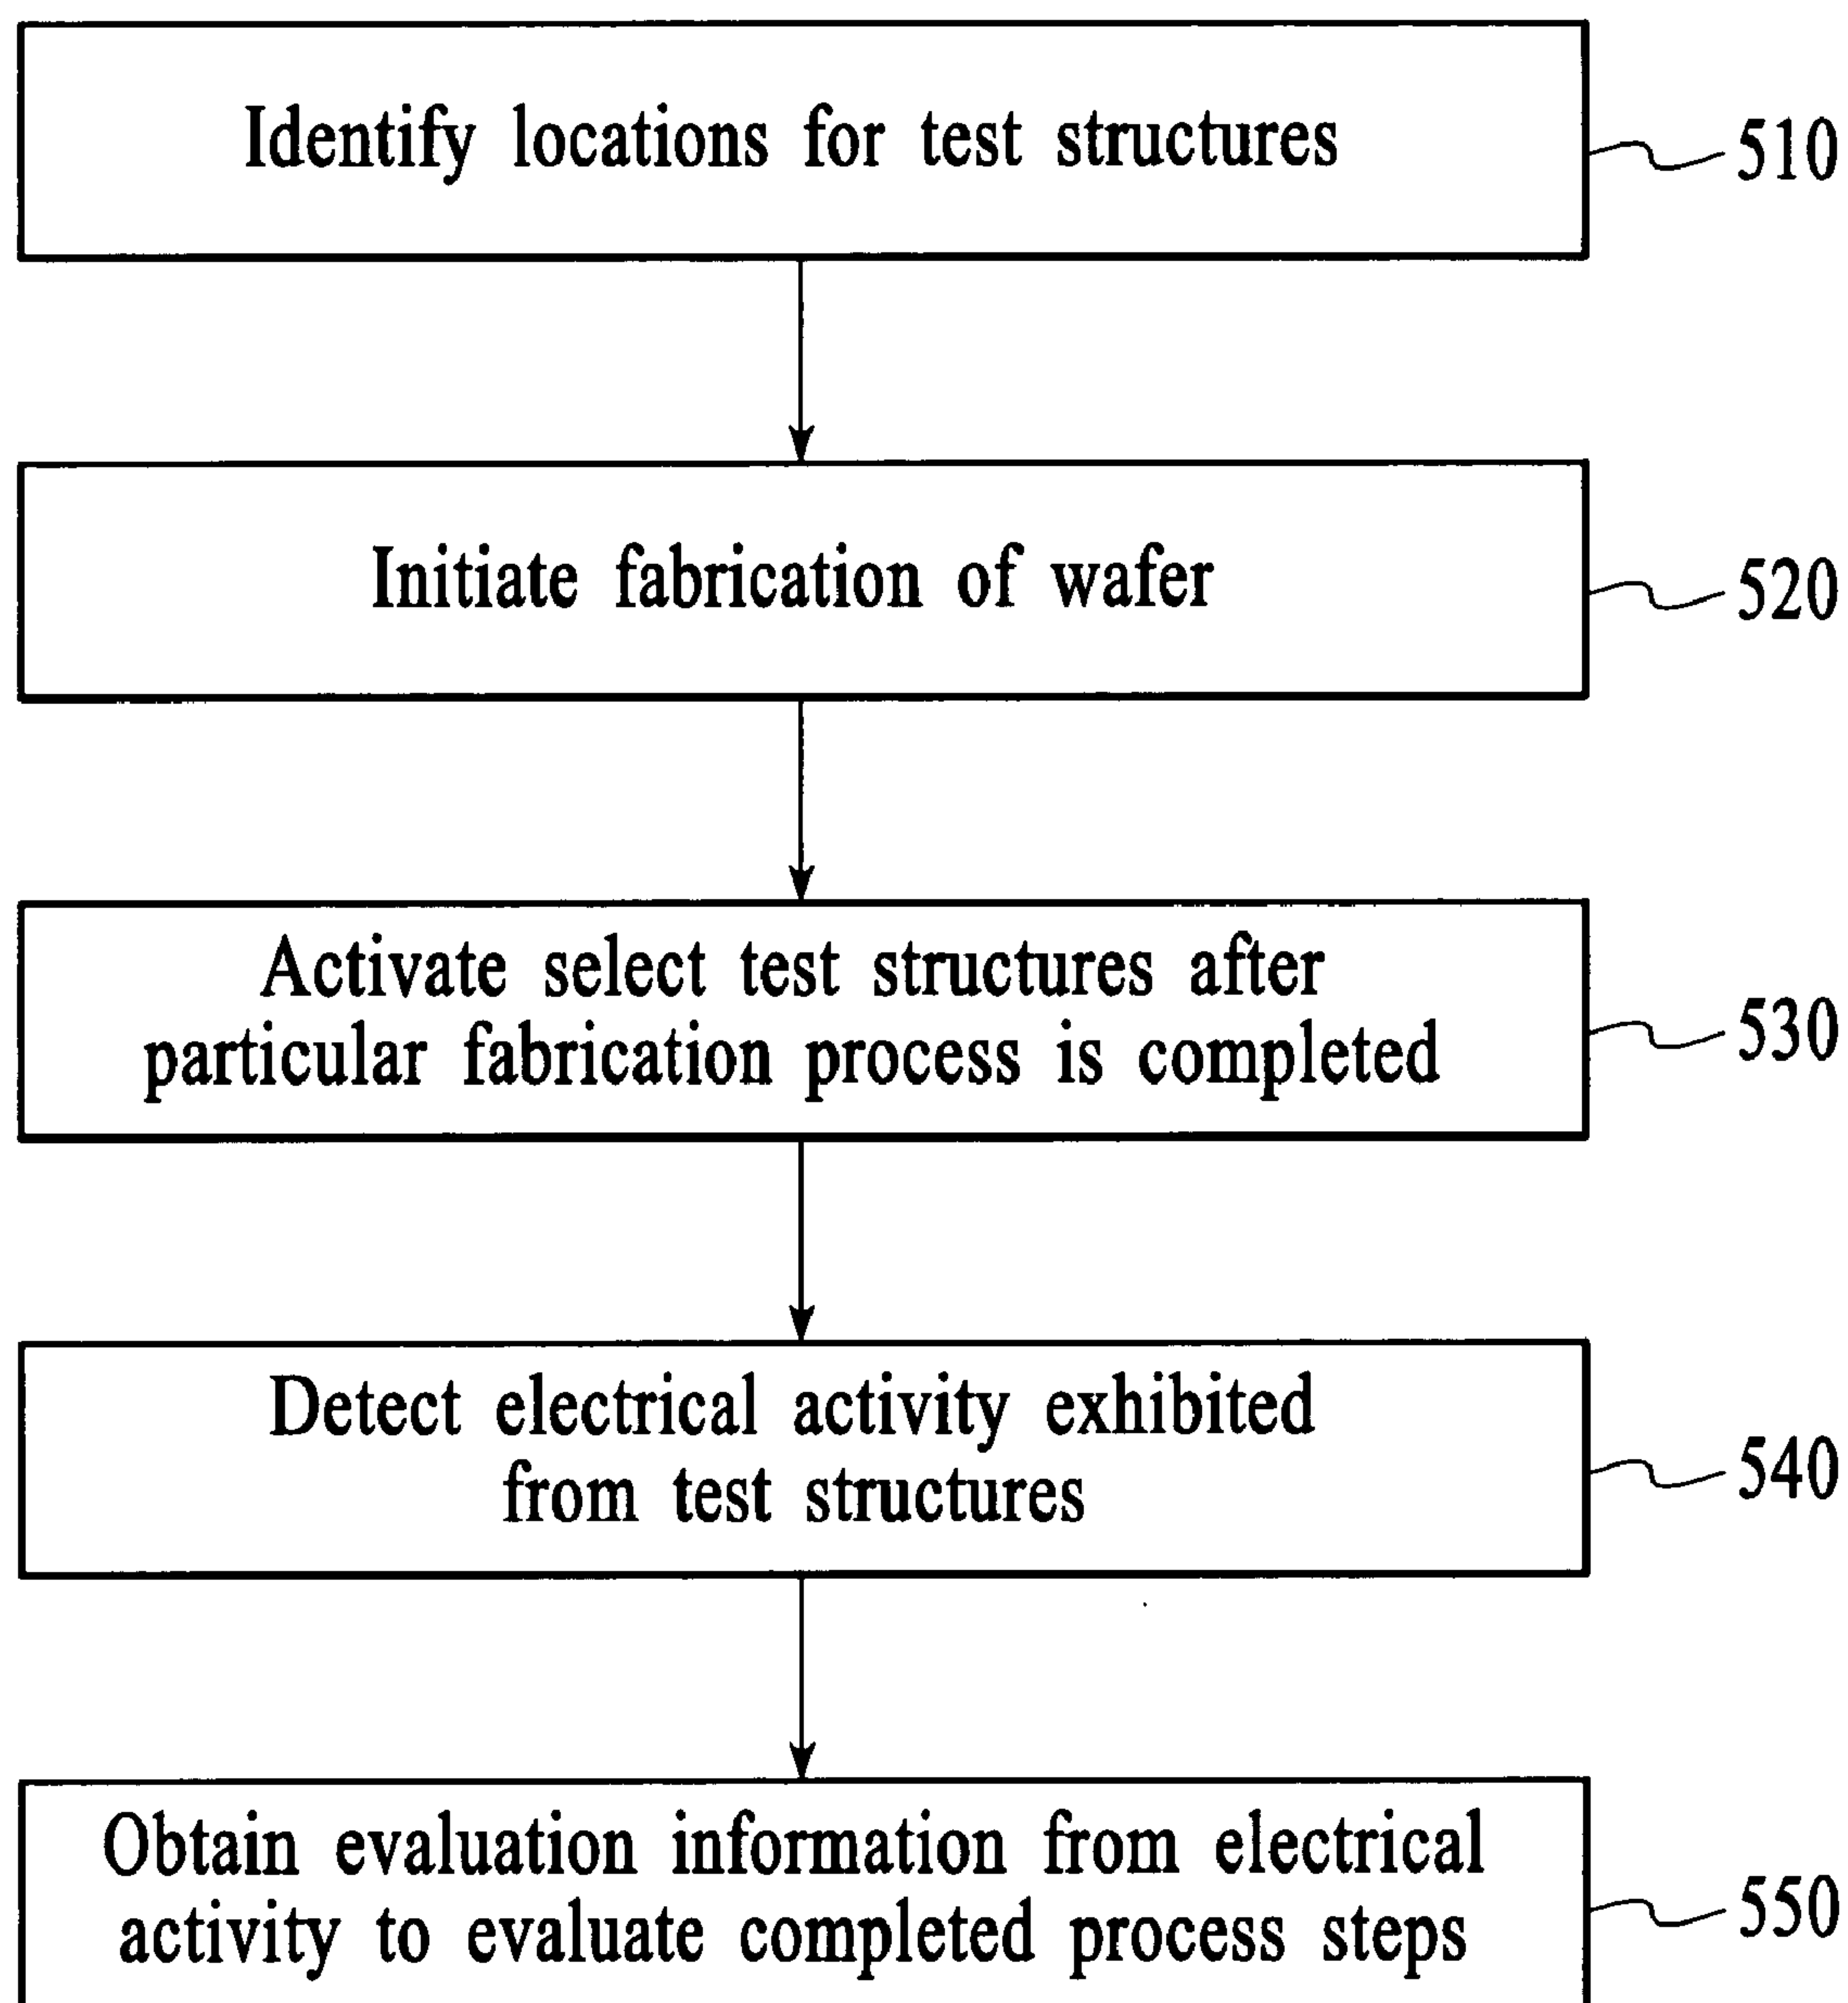 Identify locations for test structures
510
Initiate fabrication of wafer
520
Activate select test structures after
particular fabrication process is completed
530
Detect electrical activity exhibited
from test structures
540
Obtain evaluation information from electrical
activity to evaluate completed process steps
550